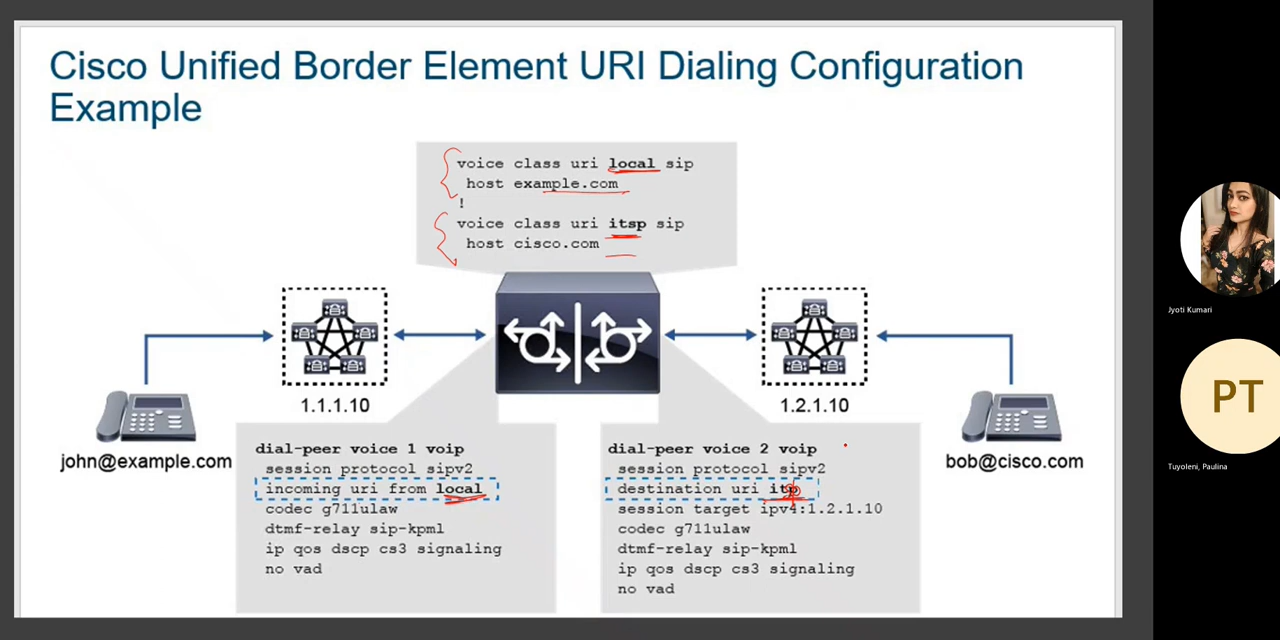 Cisco Unified Border Element URI Dialing Configuration
Example
voice class uri local sip
host example.com
!
voice class uri itsp sip
host cisco.com
1.1.1.10
1.2.1.10
john@example.com
bob@cisco.com
dial-peer voice 1 voip
session protocol sipv2
incoming uri from local
codec g711ulaw
dtmf-relay sip-kpml
ip qos dscp cs3 signaling
no vad
dial-peer voice 2 voip
session protocol sipv2
destination uri itp
session target ipv4:1.2.1.10
codec g711ulaw
dtmf-relay sip-kpml
ip qos dscp cs3 signaling
no vad
Jyoti Kumari
PT
Tuyoleni, Paulina